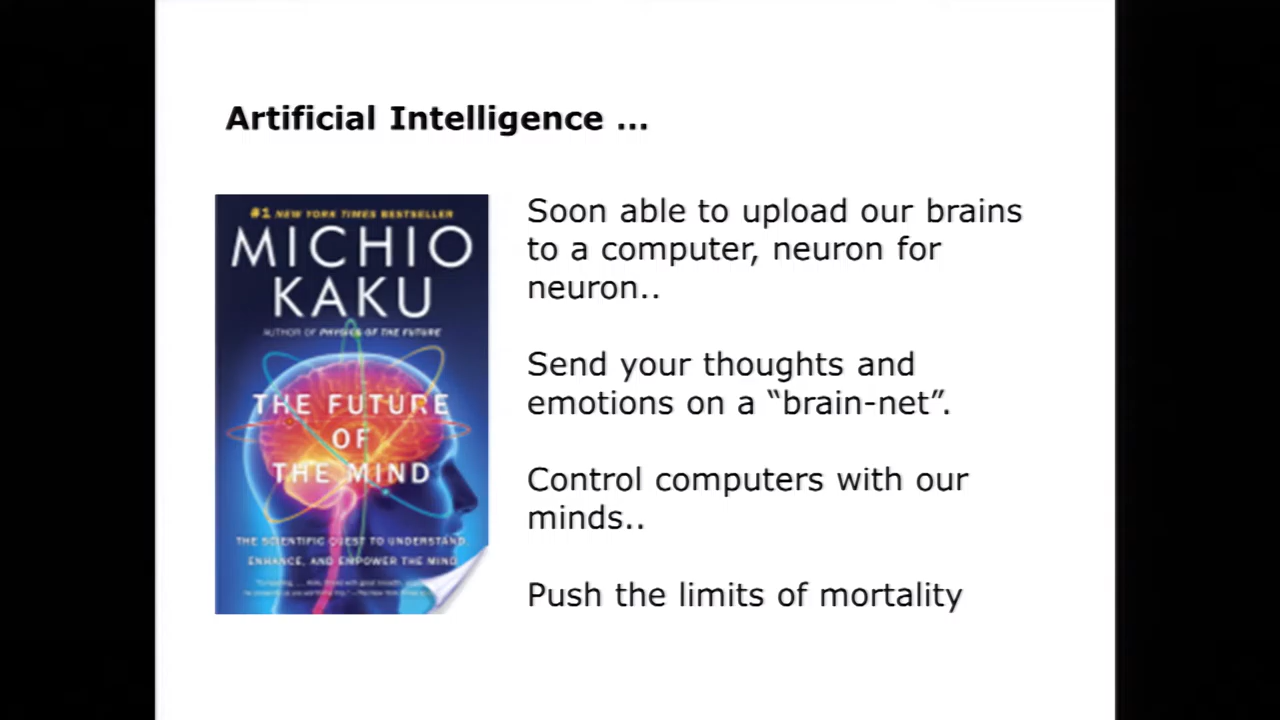 Artificial Intelligence ...
#1 NEW YORK TIMES BESTSELLER
MICHIO
KAKU
AUTHOR OF PHYSICS OF THE FUTURE
THE FUTURE
OF
THE MIND
THE SCIENTIFIC QUEST TO UNDERSTAND,
ENHANCE, AND EMPOWER THE MIND
Soon able to upload our brains
to a computer, neuron for
neuron..
Send your thoughts and
emotions on a “brain-net”.
Control computers with our
minds..
Push the limits of mortality